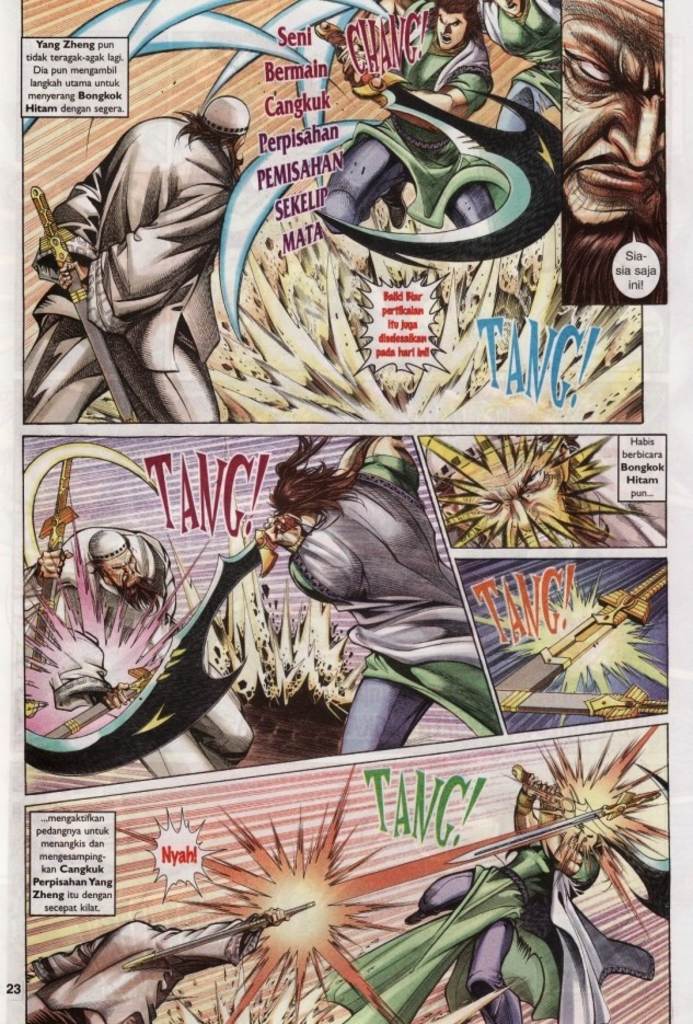 Yang Zheng pun
tidak teragak-agak lagi.
Dia pun mengambil
langkah utama untuk
menyerang Bongkok
Hitam dengan segera.
Seni
Bermain
Cangkuk
Perpisahan
PEMISAHAN
SEKELIP
MATA
CHANG!
Sia-
sia saja
ini!
Baiki Biar
pertikaian
itu juga
diselesaikan
pada hari ini!
TANG!
TANG!
Habis
berbicara
Bongkok
Hitam
pun...
TANG!
...mengaktifkan
pedangnya untuk
menangkis dan
mengesamping-
kan Cangkuk
Perpisahan Yang
Zheng itu dengan
secepat kilat.
Nyah!
TANG!
23